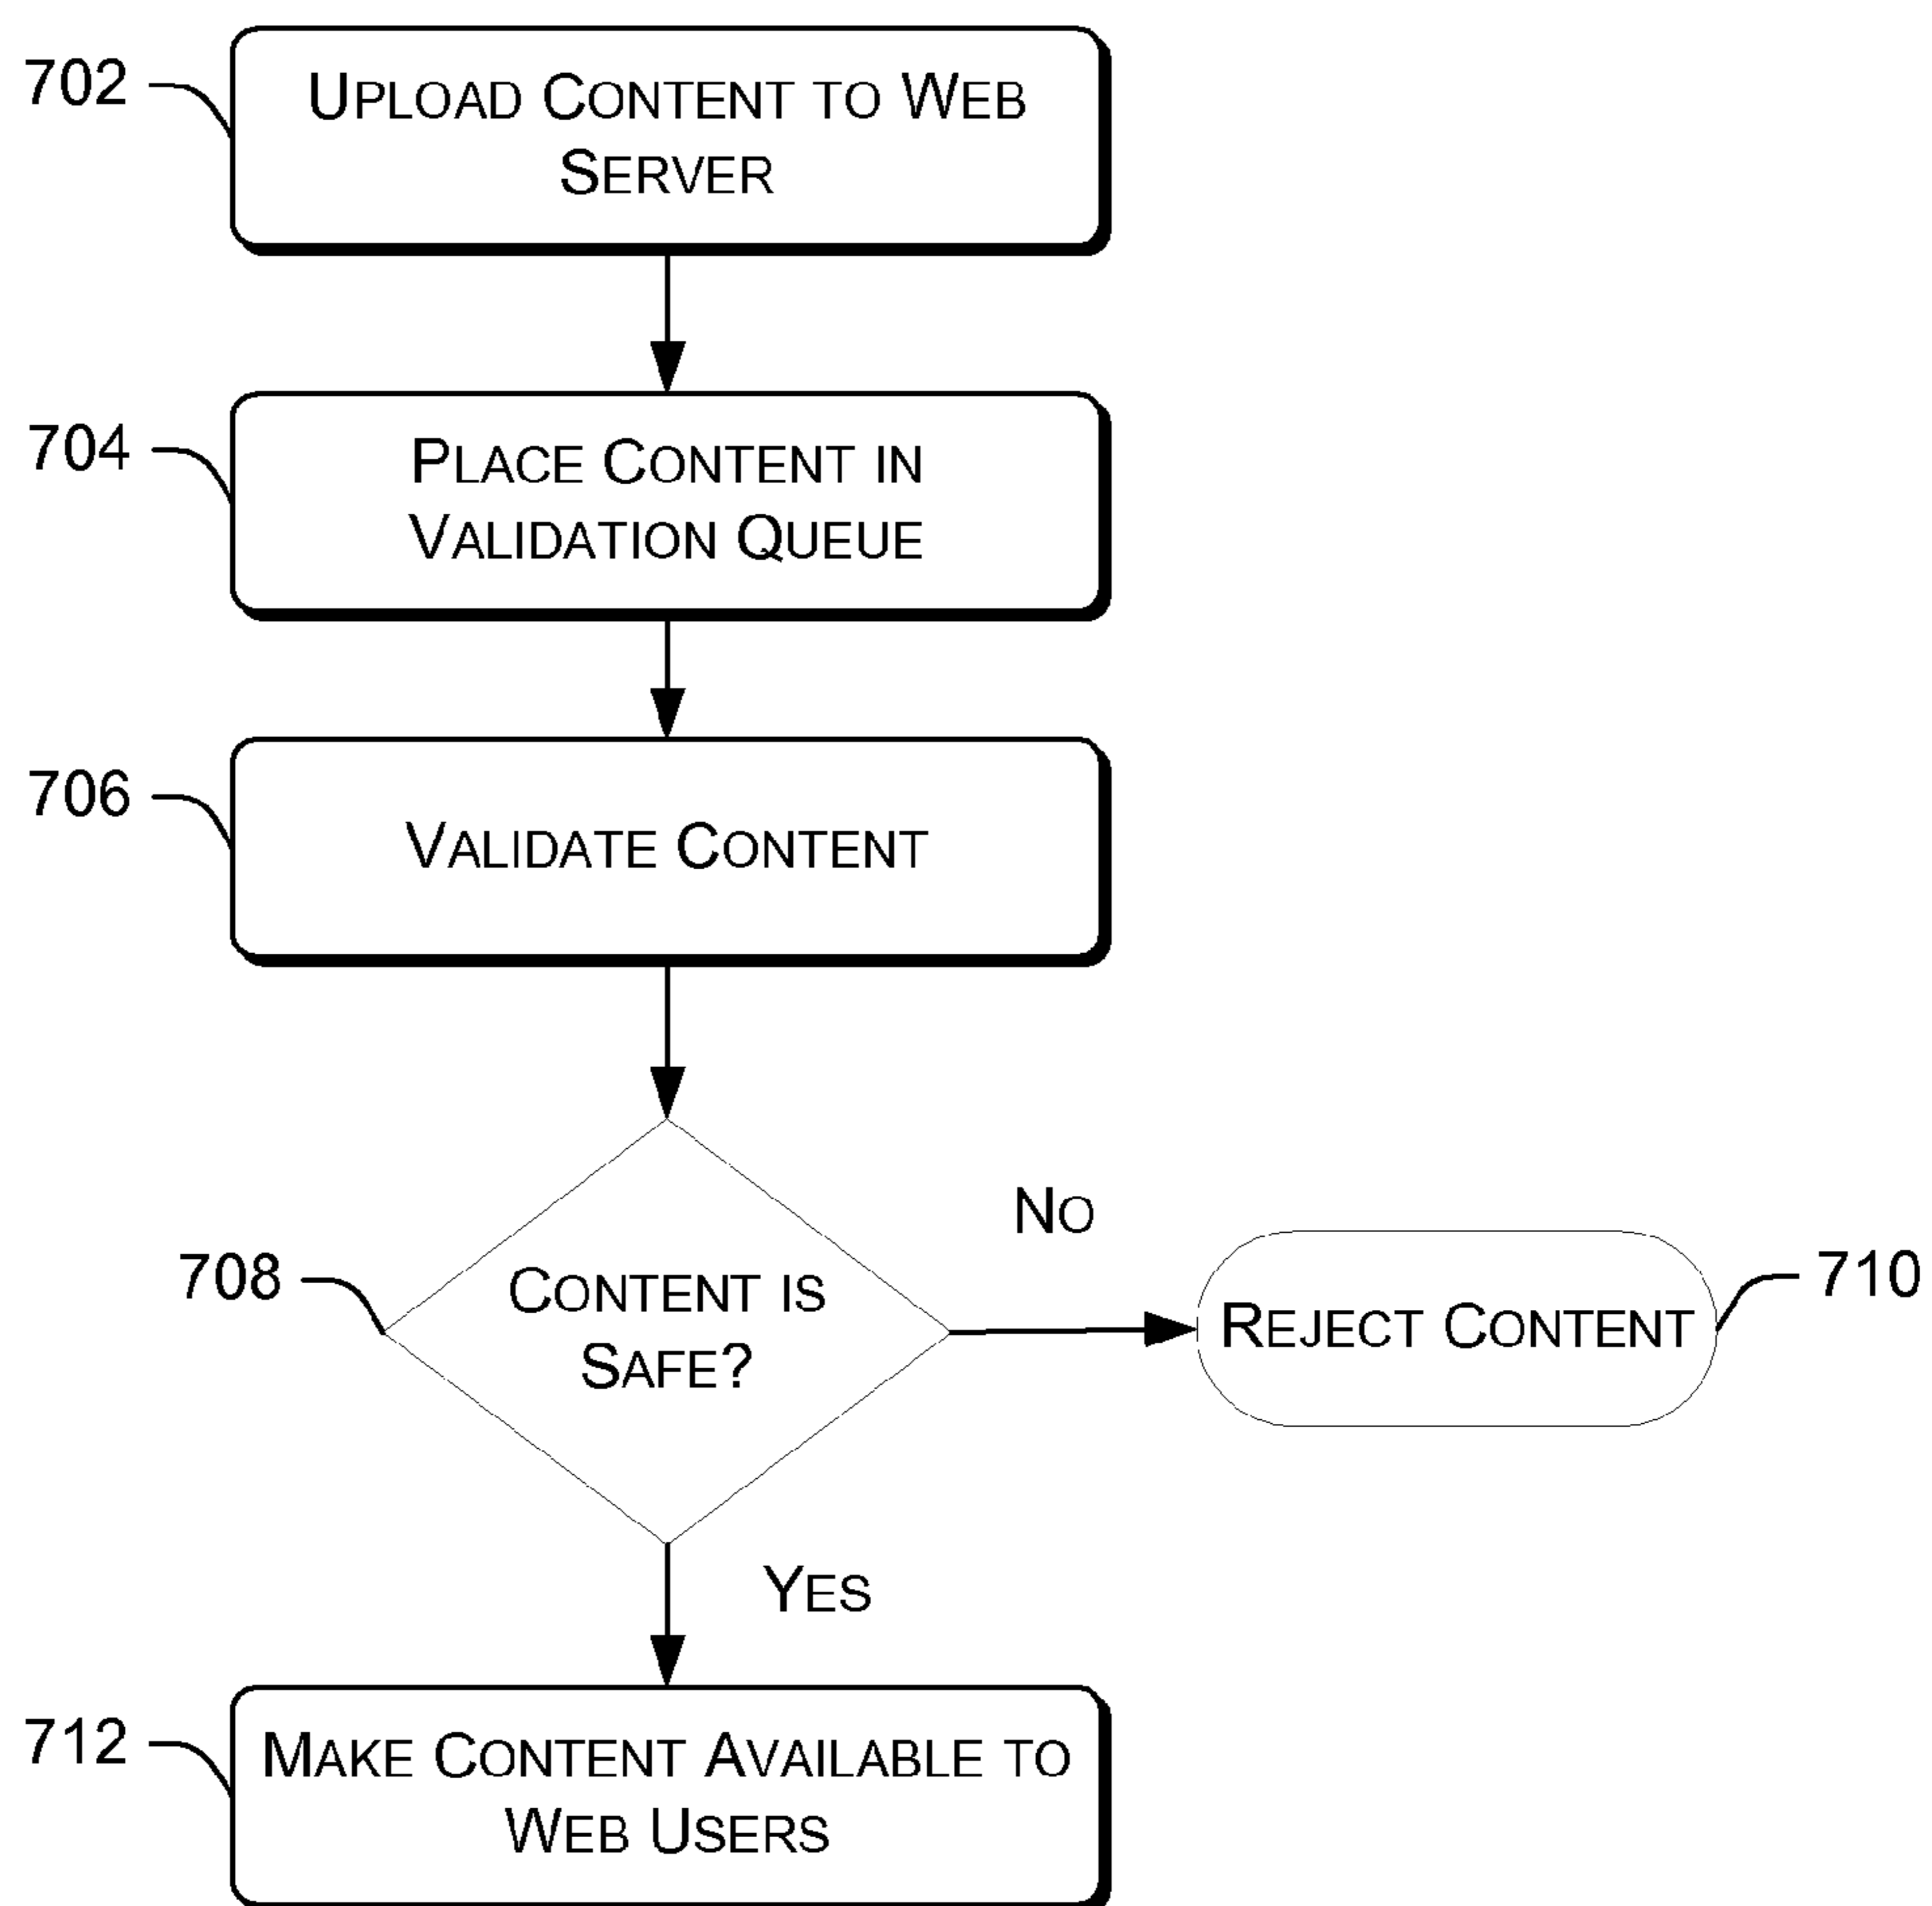 702
UPLOAD CONTENT TO WEB
SERVER
704
PLACE CONTENT IN
VALIDATION QUEUE
706
VALIDATE CONTENT
708
CONTENT IS
SAFE?
NO
REJECT CONTENT
710
YES
712
MAKE CONTENT AVAILABLE TO
WEB USERS